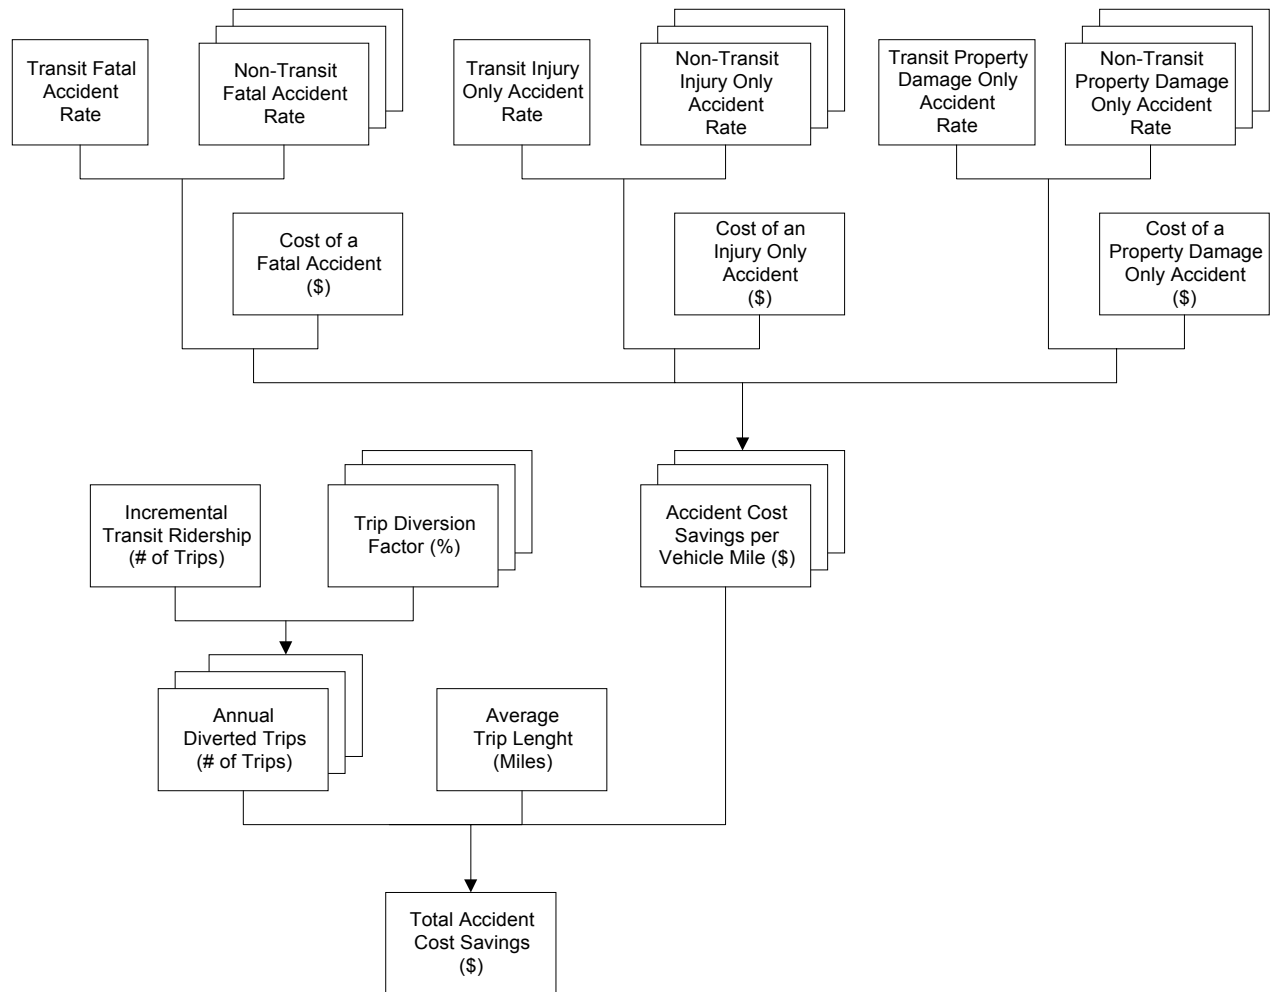 Transit Fatal
Accident
Rate
Non-Transit
Fatal Accident
Rate
Transit Injury
Only Accident
Rate
Non-Transit
Injury Only
Accident
Rate
Transit Property
Damage Only
Accident
Rate
Non-Transit
Property Damage
Only Accident
Rate
Cost of a
Fatal Accident
($)
Cost of an
Injury Only
Accident
($)
Cost of a
Property Damage
Only Accident
($)
Incremental
Transit Ridership
(# of Trips)
Trip Diversion
Factor (%)
Accident Cost
Savings per
Vehicle Mile ($)
Annual
Diverted Trips
(# of Trips)
Average
Trip Lenght
(Miles)
Total Accident
Cost Savings
($)